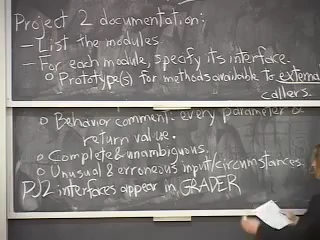 Project 2 documentation:
— List the modules.
— For each module, specify its interface.
o Prototype(s) for methods available to external
callers.
o Behavior comment: every parameter &
return value.
o Complete & unambiguous.
o Unusual & erroneous input/circumstances.
PJ2 interfaces appear in GRADER